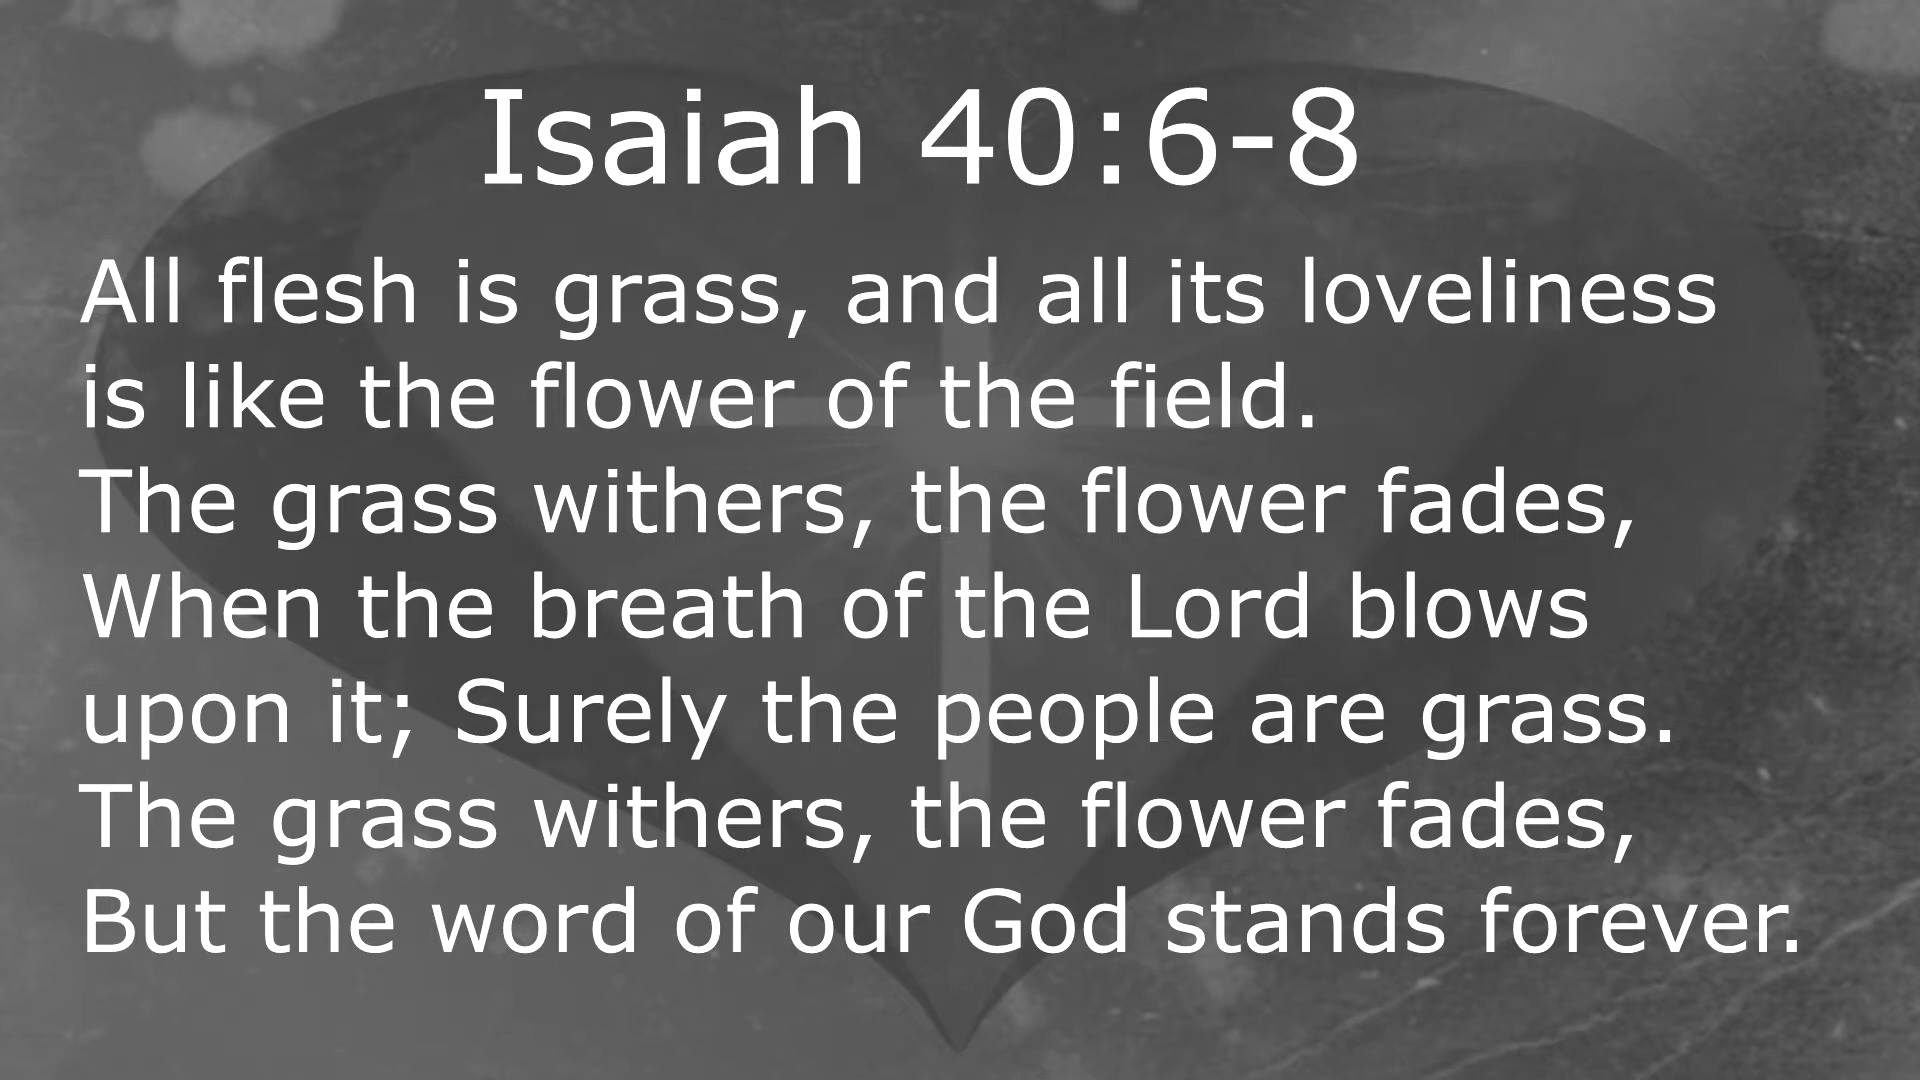 Isaiah 40:6-8
All flesh is grass, and all its loveliness
is like the flower of the field.
The grass withers, the flower fades,
When the breath of the Lord blows
upon it; Surely the people are grass.
The grass withers, the flower fades,
But the word of our God stands forever.